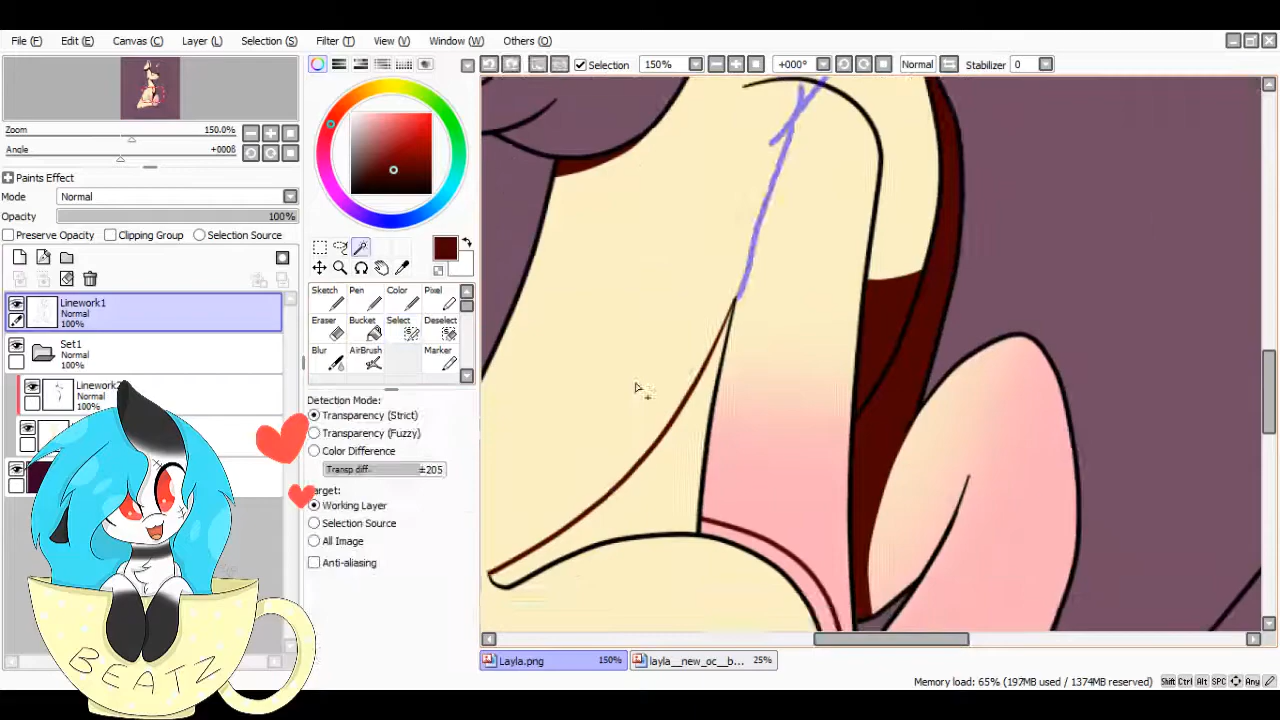 File (F) Edit (E) Canvas (C) Layer (L) Selection (S) Filter (T) View (V) Window (W) Others (O)
Selection 150% +000° Normal Stabilizer 0
Zoom 150.0%
Angle
Paints Effect
Mode Normal
Opacity 100%
Preserve Opacity Clipping Group Selection Source
Linework1
Normal
100%
Set1
Normal
100%
Normal
100%
Sketch Pen Color Pixel
Eraser Bucket Select Deselect
Blur AirBrush Marker
Detection Mode:
Transparency (Strict)
Transparency (Fuzzy)
Color Difference
±205
Target:
Working Layer
Selection Source
All Image
Anti-aliasing
BEATZ
Layla.png 150% layla__new_oc__b... 25%
Memory load: 65% (197MB used / 1374MB reserved) Shift Ctrl Alt SPC Any